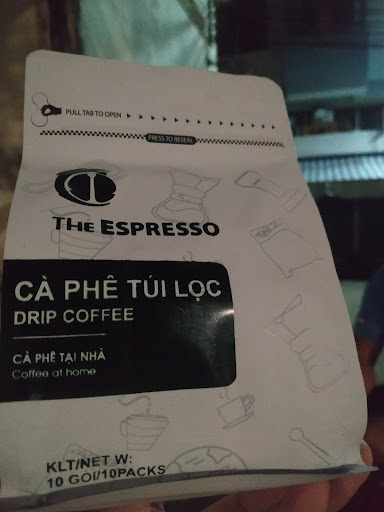 PULL TAB TO OPEN
PRESS TO RESEAL
THE ESPRESSO
CÀ PHÊ TÚI LỌC
DRIP COFFEE
CÀ PHÊ TẠI NHÀ
Coffee at home
KLT/NET W:
10 GÓI/10PACKS